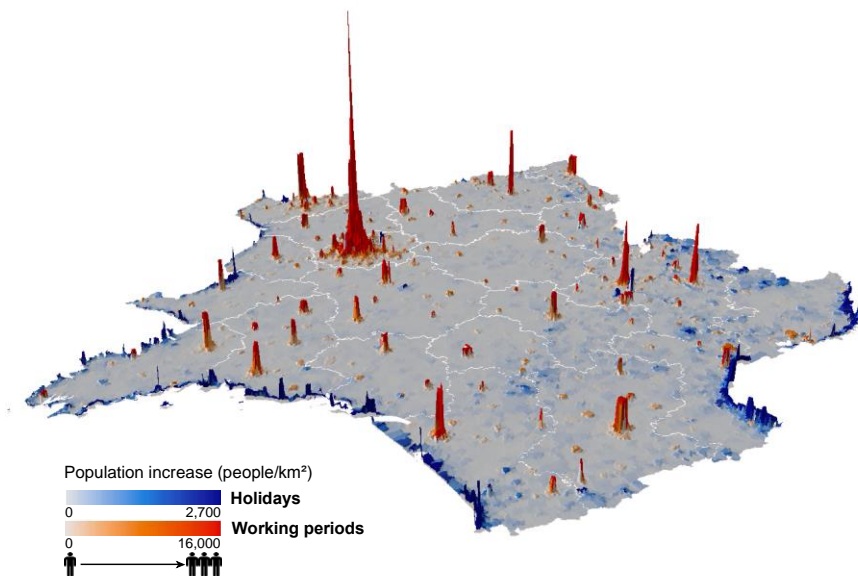 Population increase (people/km²)
Holidays
0 2,700
Working periods
0 16,000